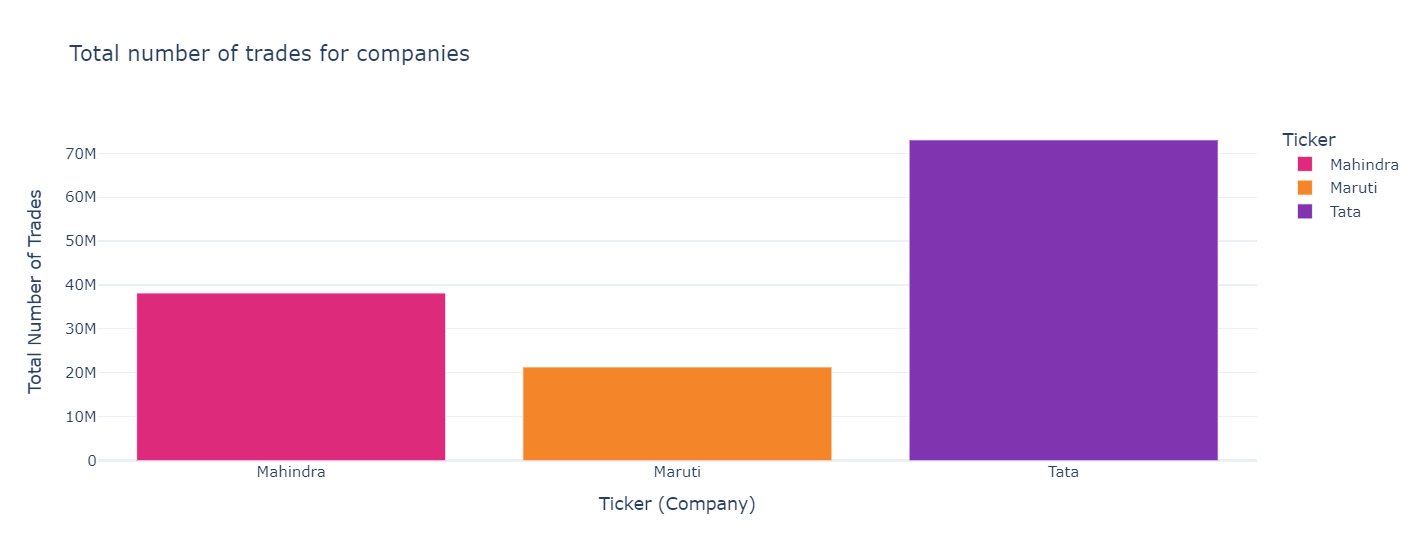 Total number of trades for companies
Total Number of Trades
70M
60M
50M
40M
30M
20M
10M
0
Mahindra
Maruti
Tata
Ticker (Company)
Ticker
Mahindra
Maruti
Tata